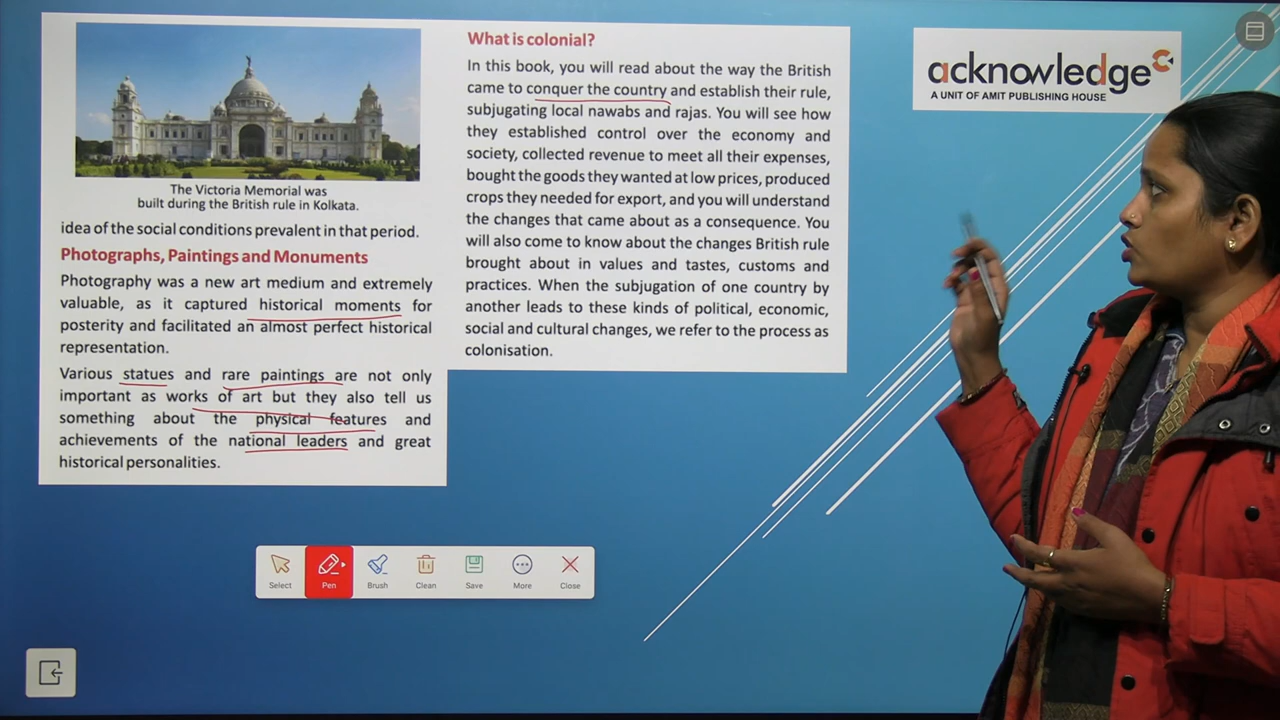 The Victoria Memorial was
built during the British rule in Kolkata.
idea of the social conditions prevalent in that period.
Photographs, Paintings and Monuments
Photography was a new art medium and extremely
valuable, as it captured historical moments for
posterity and facilitated an almost perfect historical
representation.
Various statues and rare paintings are not only
important as works of art but they also tell us
something about the physical features and
achievements of the national leaders and great
historical personalities.
What is colonial?
In this book, you will read about the way the British
came to conquer the country and establish their rule,
subjugating local nawabs and rajas. You will see how
they established control over the economy and
society, collected revenue to meet all their expenses,
bought the goods they wanted at low prices, produced
crops they needed for export, and you will understand
the changes that came about as a consequence. You
will also come to know about the changes British rule
brought about in values and tastes, customs and
practices. When the subjugation of one country by
another leads to these kinds of political, economic,
social and cultural changes, we refer to the process as
colonisation.
acknowledge
A UNIT OF AMIT PUBLISHING HOUSE
Select Pen Brush Clean Save More Close